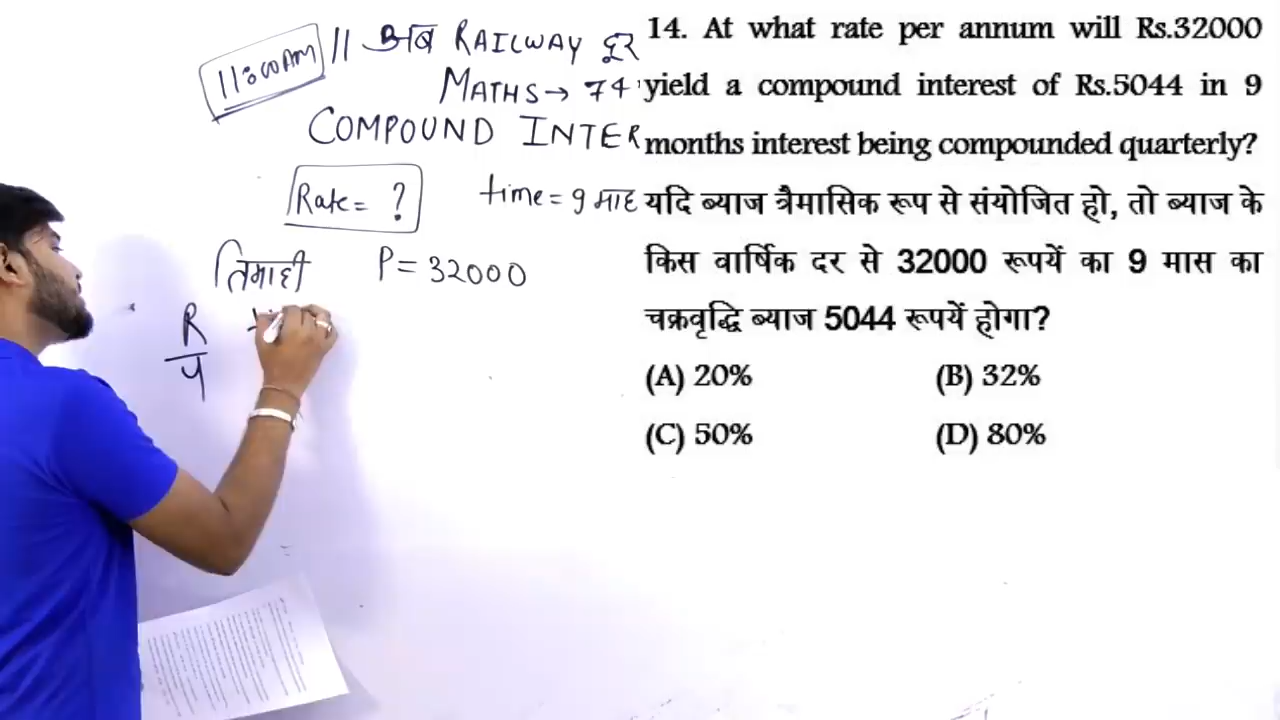 11:00AM || अब RAILWAY दूर
MATHS → 74
COMPOUND INTER
Rate = ?
time = 9 माह
तिमाही
P = 32000
R
4
14. At what rate per annum will Rs.32000
yield a compound interest of Rs.5044 in 9
months interest being compounded quarterly?
यदि ब्याज त्रैमासिक रूप से संयोजित हो, तो ब्याज के
किस वार्षिक दर से 32000 रूपयें का 9 मास का
चक्रवृद्धि ब्याज 5044 रूपयें होगा?
(A) 20%
(B) 32%
(C) 50%
(D) 80%